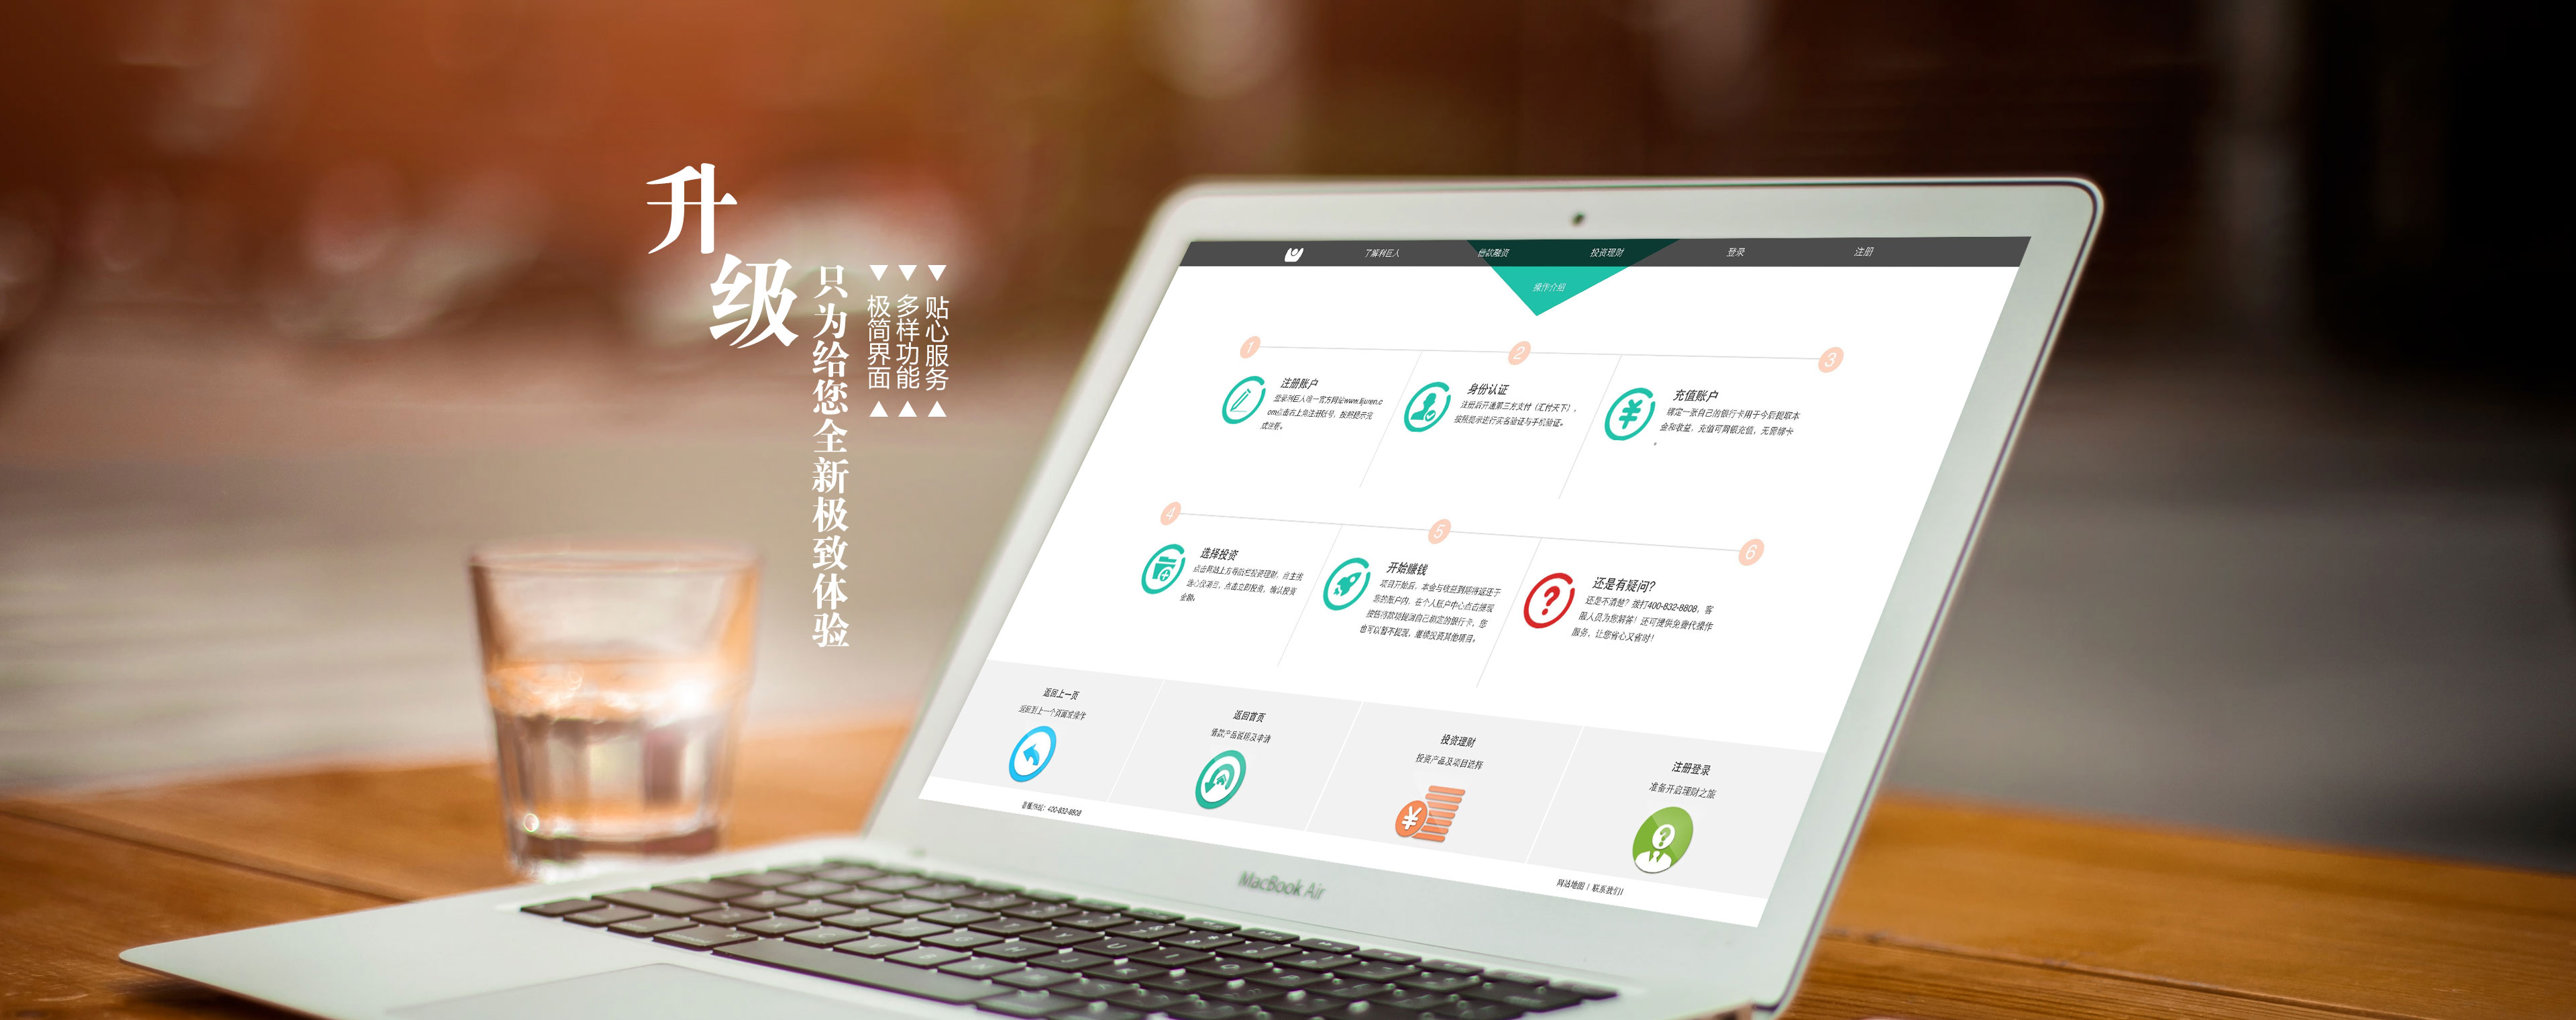 升级
只为给您全新极致体验
极简界面
多样功能
贴心服务
了解利巨人
借款融资
投资理财
登录
注册
操作介绍
1
2
3
注册账户
登录利巨人唯一官方网站www.lijuren.c
om点击右上角注册账号，按照提示完
成注册。
身份认证
注册后开通第三方支付（汇付天下），
按照提示进行实名验证与手机验证。
充值账户
绑定一张自己的银行卡用于今后提取本
金和收益，充值可网银充值，无需绑卡
。
4
5
6
选择投资
点击网站上方导航栏投资理财，自主挑
选心仪项目，点击立即投资，确认投资
金额。
开始赚钱
项目开始后，本金与收益到期将返还于
您的账户内，在个人账户中心点击提现
按钮将款项提回自己绑定的银行卡，您
也可以暂不提现，继续投资其他项目。
还是有疑问？
还是不清楚？拨打400-832-8808，客
服人员为您解答！还可提供免费代操作
服务，让您省心又省时！
返回上一页
返回到上一个页面或操作
返回首页
借款产品说明及申请
投资理财
投资产品及项目选择
注册登录
准备开启理财之旅
客服热线：400-832-8808
网站地图 | 联系我们 |
MacBook Air